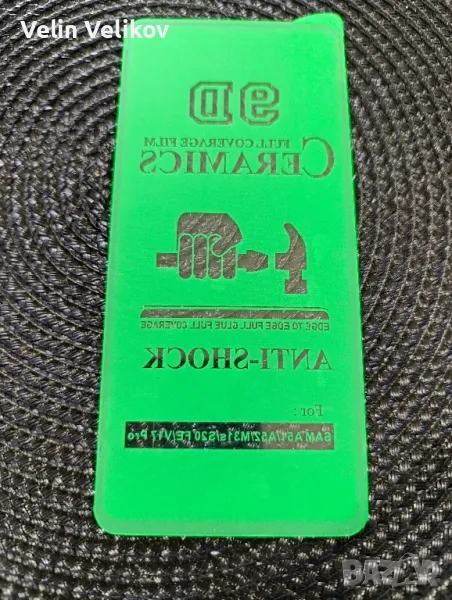 Velin Velikov
9D
FULL COVERAGE FILM
CERAMICS
EDGE TO EDGE FULL GLUE FULL COVERAGE
ANTI-SHOCK
For :
SAM A51/A52/M31s/S20 FE/V17 Pro
BAZAR